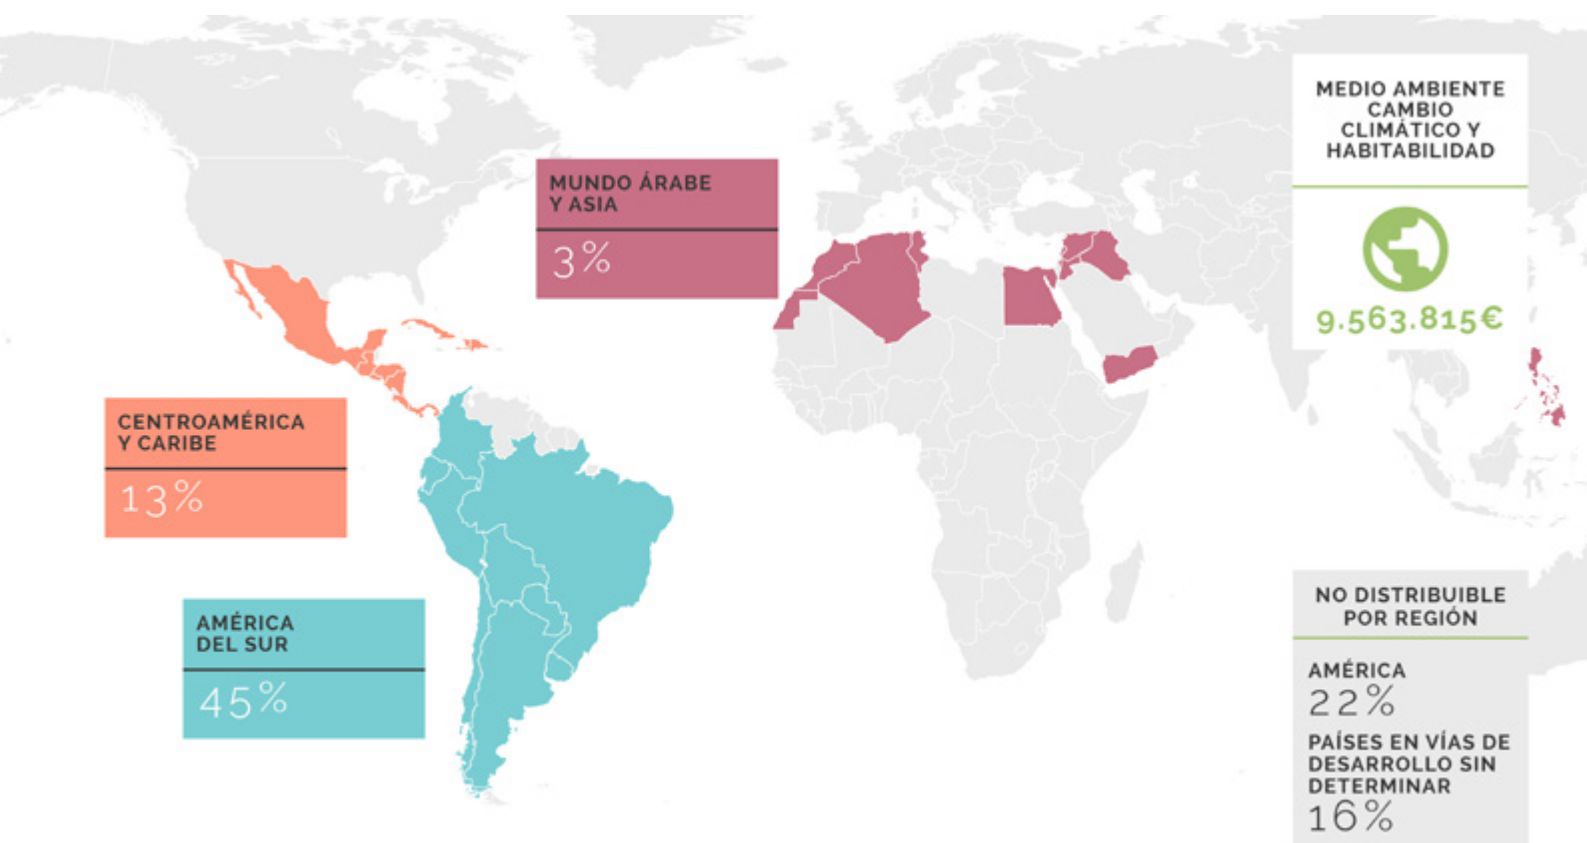 MEDIO AMBIENTE
CAMBIO
CLIMÁTICO Y
HABITABILIDAD
9.563.815€
MUNDO ÁRABE
Y ASIA
3%
CENTROAMÉRICA
Y CARIBE
13%
AMÉRICA
DEL SUR
45%
NO DISTRIBUIBLE
POR REGIÓN
AMÉRICA
22%
PAÍSES EN VÍAS DE
DESARROLLO SIN
DETERMINAR
16%